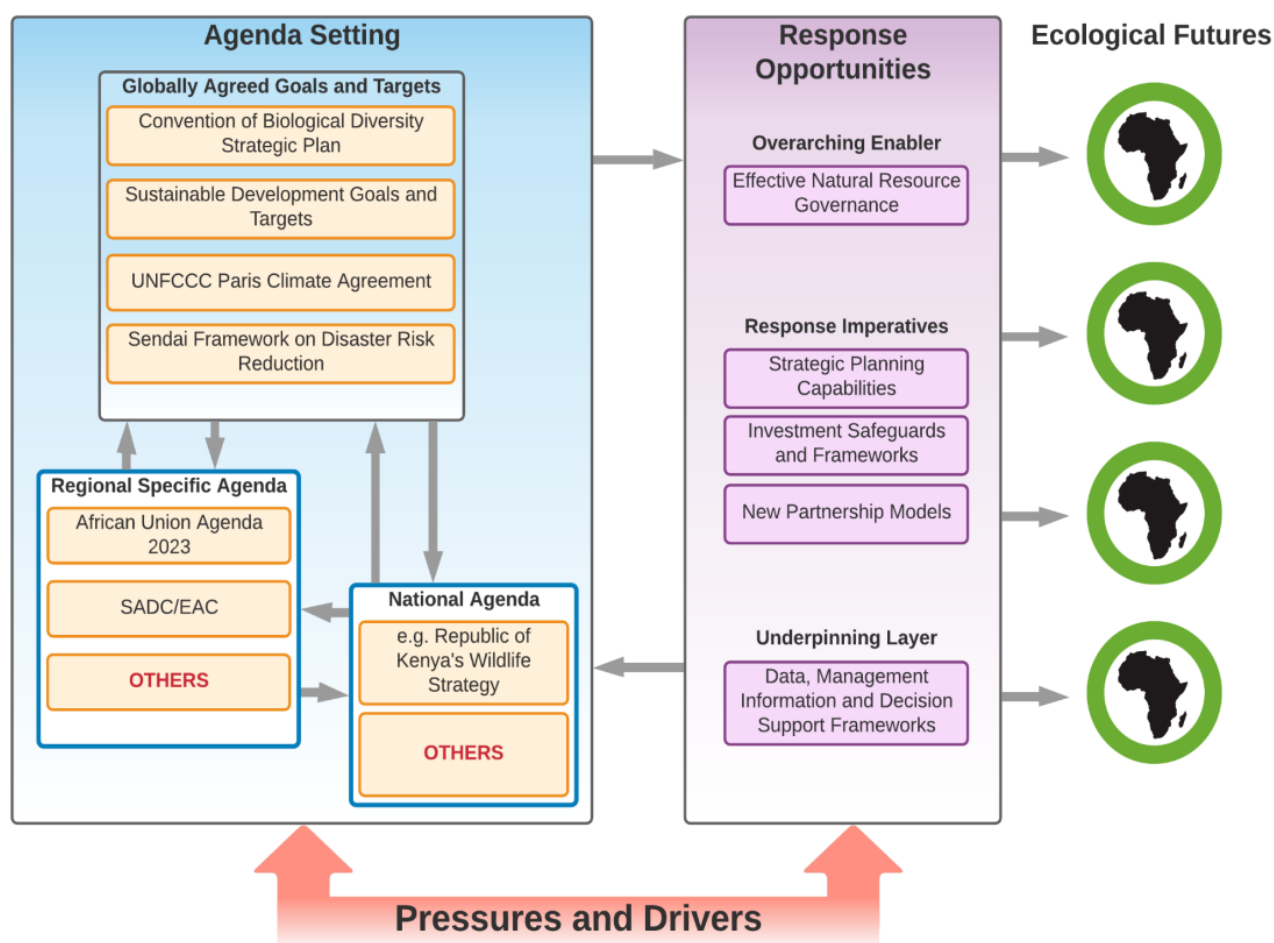 Agenda Setting
Globally Agreed Goals and Targets
Convention of Biological Diversity
Strategic Plan
Sustainable Development Goals and
Targets
UNFCCC Paris Climate Agreement
Sendai Framework on Disaster Risk
Reduction
Regional Specific Agenda
African Union Agenda
2023
SADC/EAC
OTHERS
National Agenda
e.g. Republic of
Kenya's Wildlife
Strategy
OTHERS
Response
Opportunities
Overarching Enabler
Effective Natural Resource
Governance
Response Imperatives
Strategic Planning
Capabilities
Investment Safeguards
and Frameworks
New Partnership Models
Underpinning Layer
Data, Management
Information and Decision
Support Frameworks
Ecological Futures
Pressures and Drivers